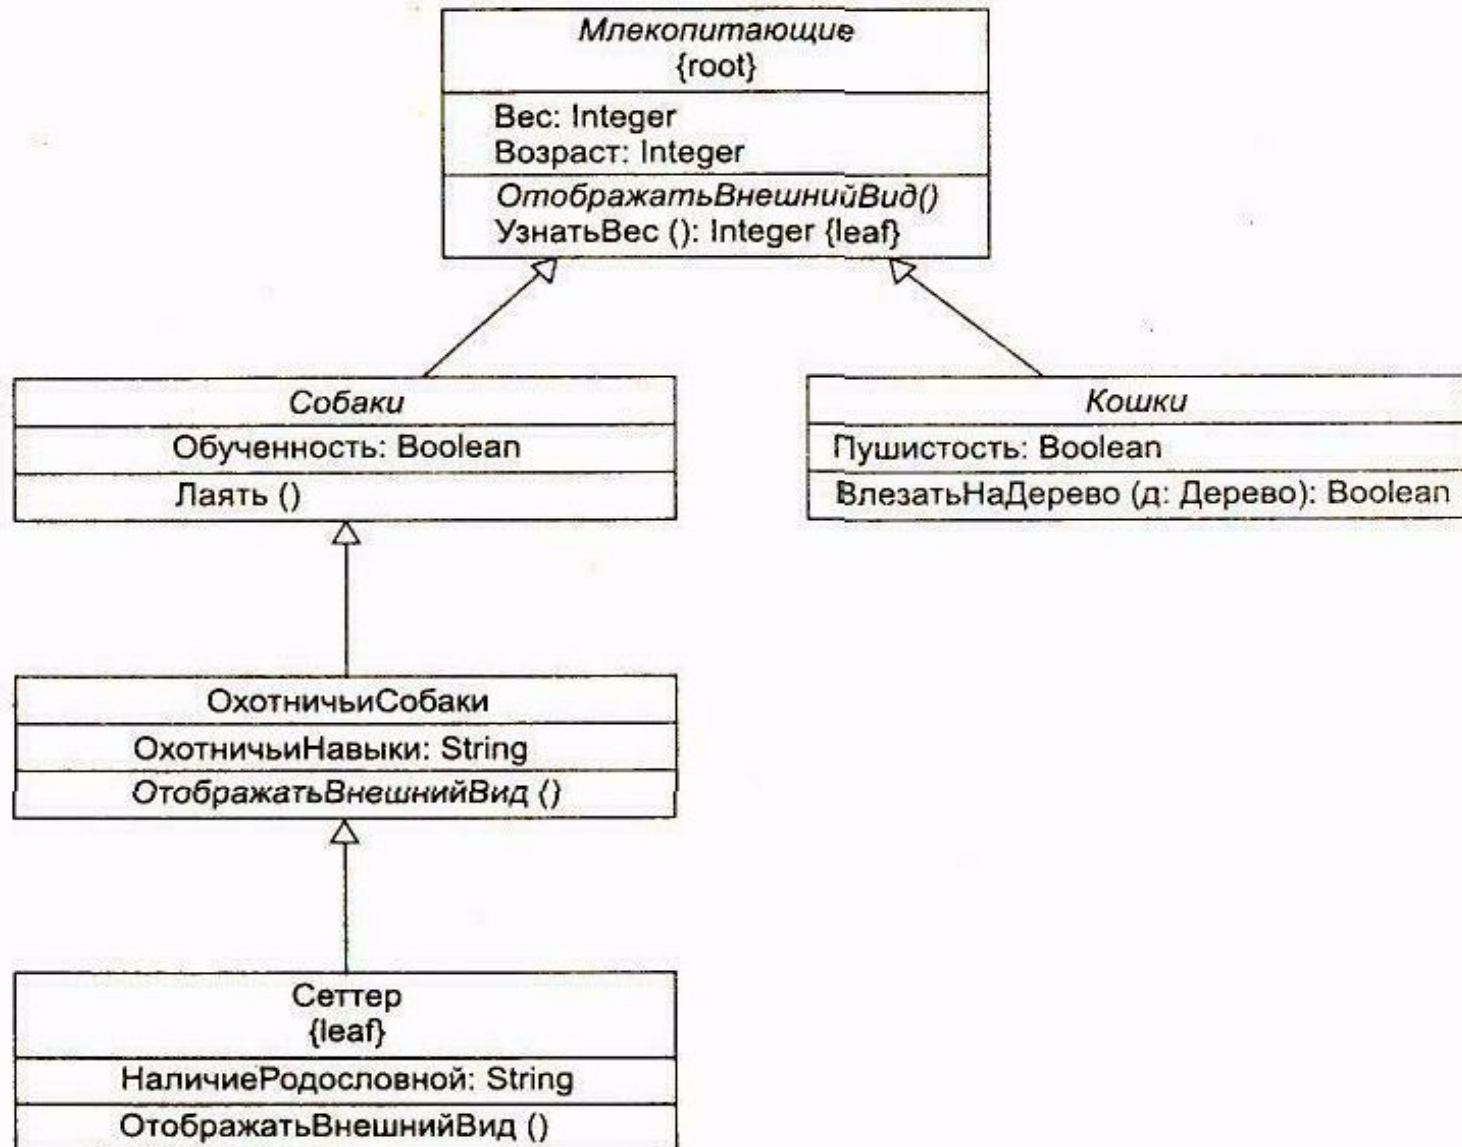 Млекопитающие
{root}
Вес: Integer
Возраст: Integer
ОтображатьВнешнийВид()
УзнатьВес (): Integer {leaf}
Собаки
Обученность: Boolean
Лаять ()
Кошки
Пушистость: Boolean
ВлезатьНаДерево (д: Дерево): Boolean
ОхотничьиСобаки
ОхотничьиНавыки: String
ОтображатьВнешнийВид ()
Сеттер
{leaf}
НаличиеРодословной: String
ОтображатьВнешнийВид ()